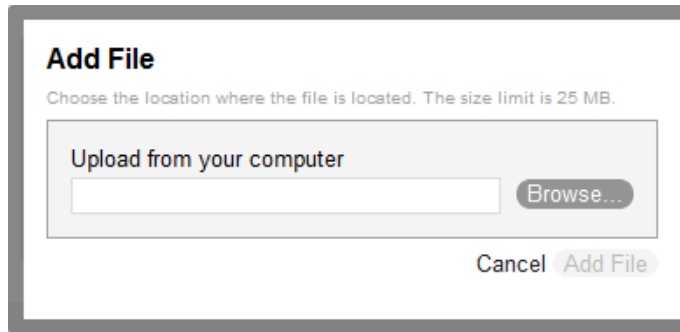 Add File
Choose the location where the file is located. The size limit is 25 MB.
Upload from your computer
Browse...
Cancel Add File